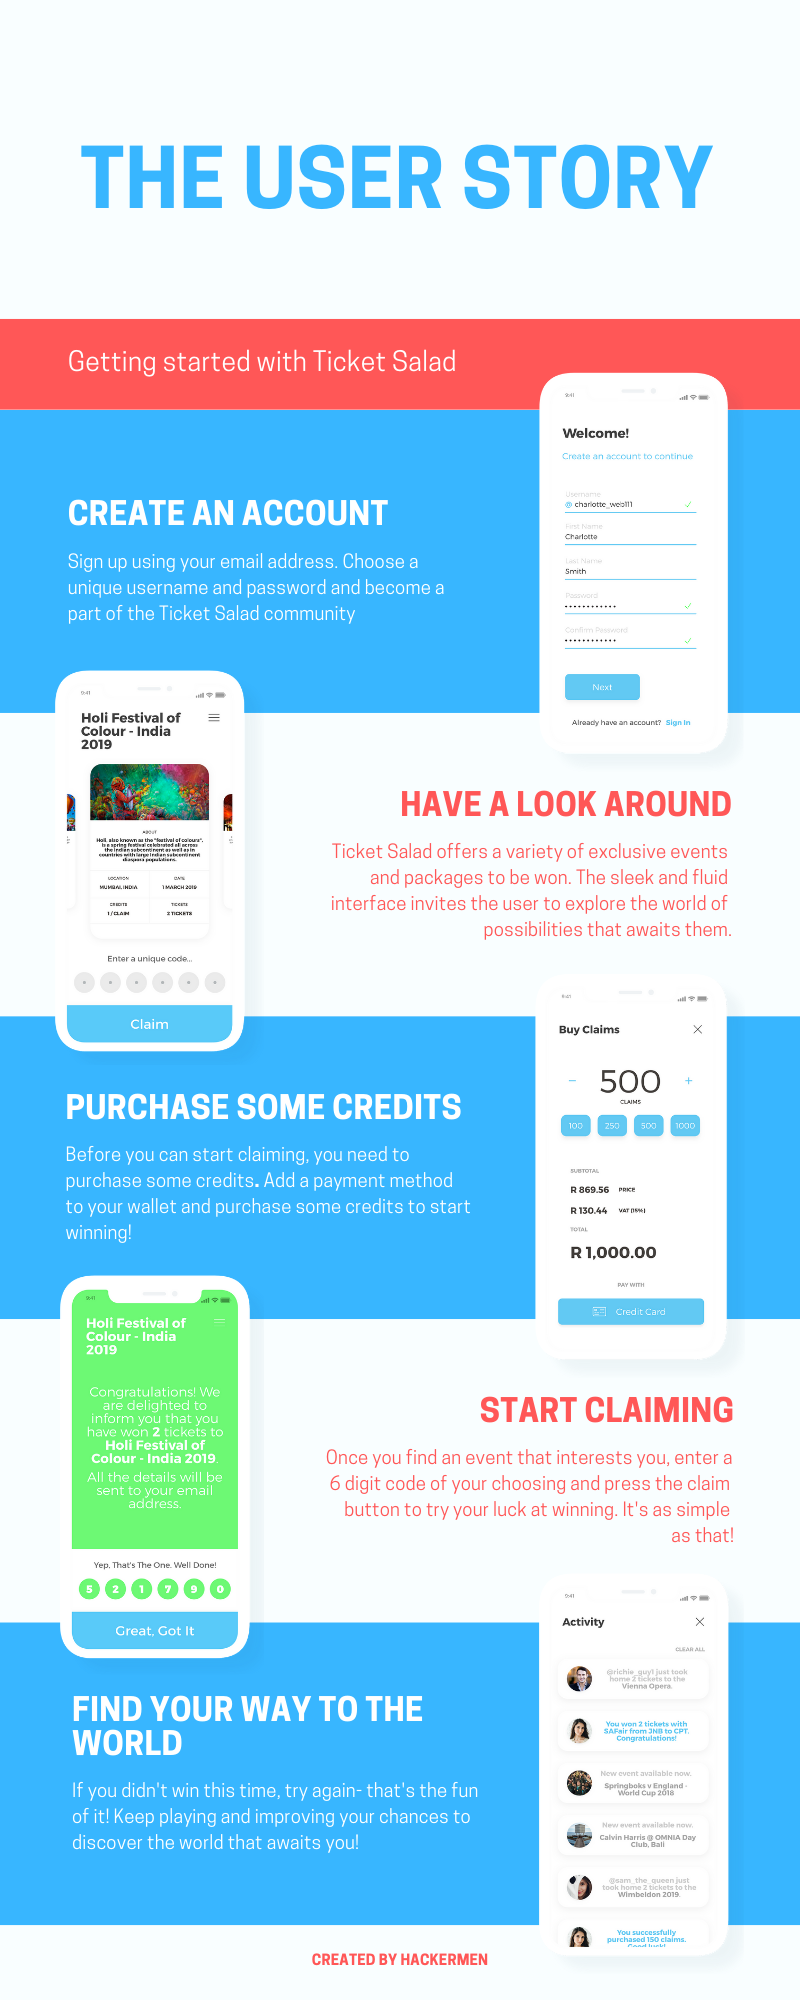 THE USER STORY
Getting started with Ticket Salad
9:41
Welcome!
Create an account to continue
Username
@ charlotte_web111
First Name
Charlotte
Last Name
Smith
Password
Confirm Password
Next
Already have an account? Sign In
CREATE AN ACCOUNT
Sign up using your email address. Choose a
unique username and password and become a
part of the Ticket Salad community
9:41
Holi Festival of
Colour - India
2019
ABOUT
Holi, also known as the "festival of colours",
is a spring festival celebrated all across
the Indian subcontinent as well as in
countries with large Indian subcontinent
diaspora populations.
LOCATION
DATE
MUMBAI, INDIA
1 MARCH 2019
CREDITS
TICKETS
1 / CLAIM
2 TICKETS
Enter a unique code...
Claim
HAVE A LOOK AROUND
Ticket Salad offers a variety of exclusive events
and packages to be won. The sleek and fluid
interface invites the user to explore the world of
possibilities that awaits them.
9:41
Buy Claims
− 500 +
CLAIMS
100 250 500 1000
SUBTOTAL
R 869.56 PRICE
R 130.44 VAT (15%)
TOTAL
R 1,000.00
PAY WITH
Credit Card
PURCHASE SOME CREDITS
Before you can start claiming, you need to
purchase some credits. Add a payment method
to your wallet and purchase some credits to start
winning!
9:41
Holi Festival of
Colour - India
2019
Congratulations! We
are delighted to
inform you that you
have won 2 tickets to
Holi Festival of
Colour - India 2019.
All the details will be
sent to your email
address.
Yep, That's The One. Well Done!
5 2 1 7 9 0
Great, Got It
START CLAIMING
Once you find an event that interests you, enter a
6 digit code of your choosing and press the claim
button to try your luck at winning. It's as simple
as that!
9:41
Activity
CLEAR ALL
@richie_guy1 just took
home 2 tickets to the
Vienna Opera.
You won 2 tickets with
SAFair from JNB to CPT.
Congratulations!
New event available now.
Springboks v England -
World Cup 2018
New event available now.
Calvin Harris @ OMNIA Day
Club, Bali
@sam_the_queen just
took home 2 tickets to the
Wimbeldon 2019.
You successfully
purchased 150 claims.
Good luck!
FIND YOUR WAY TO THE
WORLD
If you didn't win this time, try again- that's the fun
of it! Keep playing and improving your chances to
discover the world that awaits you!
CREATED BY HACKERMEN